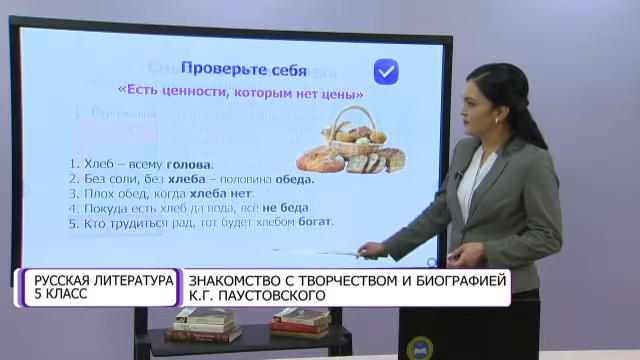 Проверьте себя
«Есть ценности, которым нет цены»
1. Хлеб – всему голова.
2. Без соли, без хлеба – половина обеда.
3. Плох обед, когда хлеба нет.
4. Покуда есть хлеб да вода, всё не беда.
5. Кто трудиться рад, тот будет хлебом богат.
РУССКАЯ ЛИТЕРАТУРА
5 КЛАСС
ЗНАКОМСТВО С ТВОРЧЕСТВОМ И БИОГРАФИЕЙ
К.Г. ПАУСТОВСКОГО